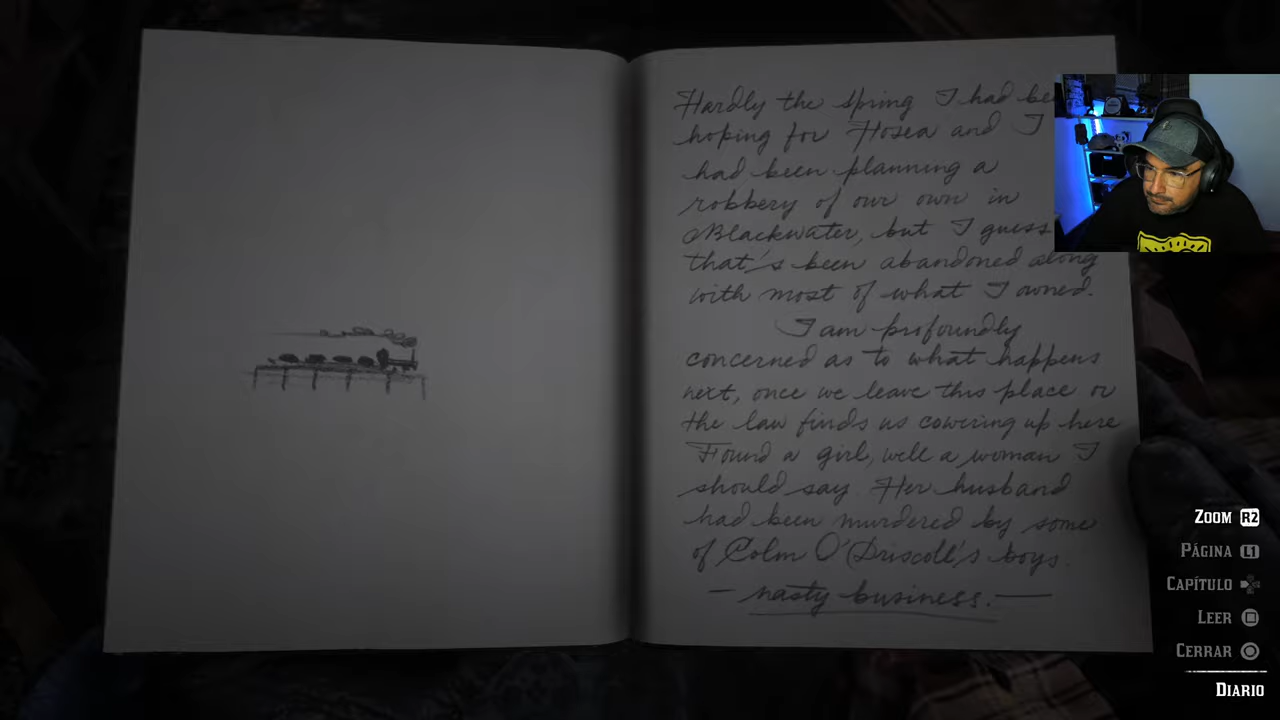 Hardly the spring I had
hoping for Hosea and I
had been planning a
robbery of our own in
Blackwater, but I guess
that's been abandoned along
with most of what I owned.
I am profoundly
concerned as to what happens
next, once we leave this place or
the law finds us cowering up here
Found a girl, well a woman I
should say. Her husband
had been murdered by some
of Colm O'Driscoll's boys.
— nasty business. —
ZOOM R2
PÁGINA L1
CAPÍTULO
LEER
CERRAR
DIARIO